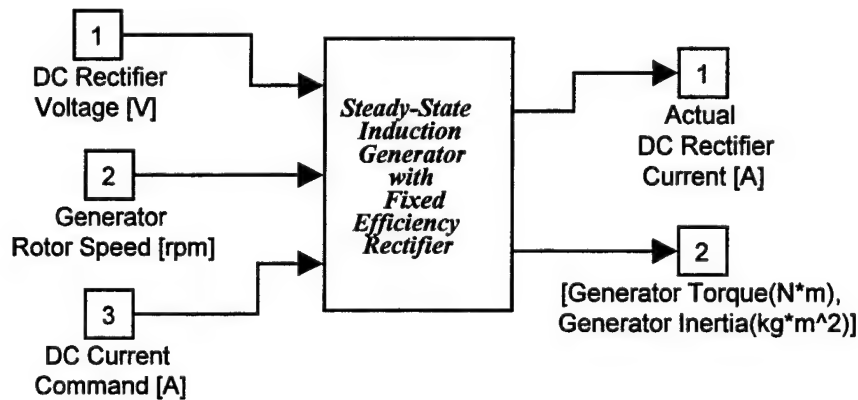 1
DC Rectifier
Voltage [V]
2
Generator
Rotor Speed [rpm]
3
DC Current
Command [A]
Steady-State
Induction
Generator
with
Fixed
Efficiency
Rectifier
1
Actual
DC Rectifier
Current [A]
2
[Generator Torque(N*m),
Generator Inertia(kg*m^2)]